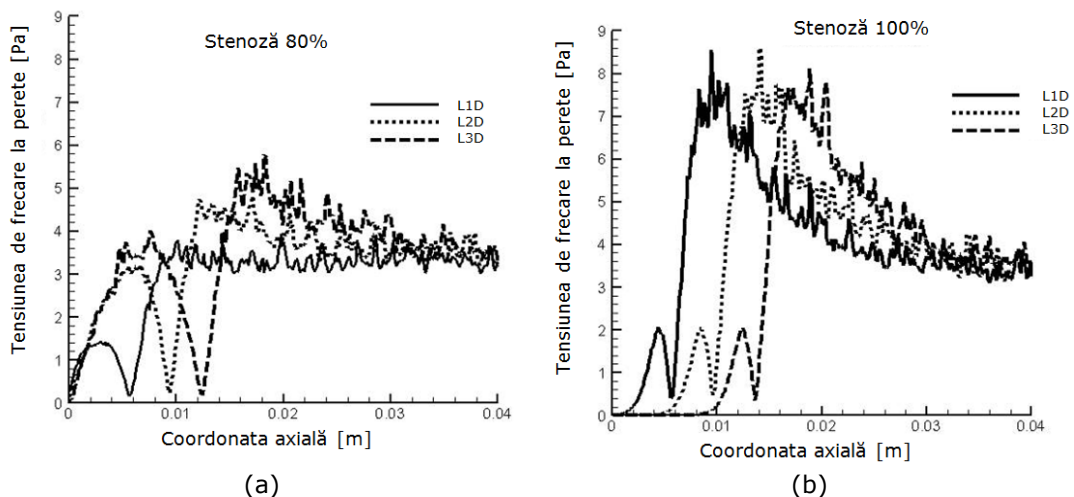 Tensiunea de frecare la perete [Pa]
9
8
7
6
5
4
3
2
1
0
Stenoză 80%
L1D
L2D
L3D
0
0.01
0.02
0.03
0.04
Coordonata axială [m]
(a)
Tensiunea de frecare la perete [Pa]
9
8
7
6
5
4
3
2
1
0
Stenoză 100%
L1D
L2D
L3D
0
0.01
0.02
0.03
0.04
Coordonata axială [m]
(b)